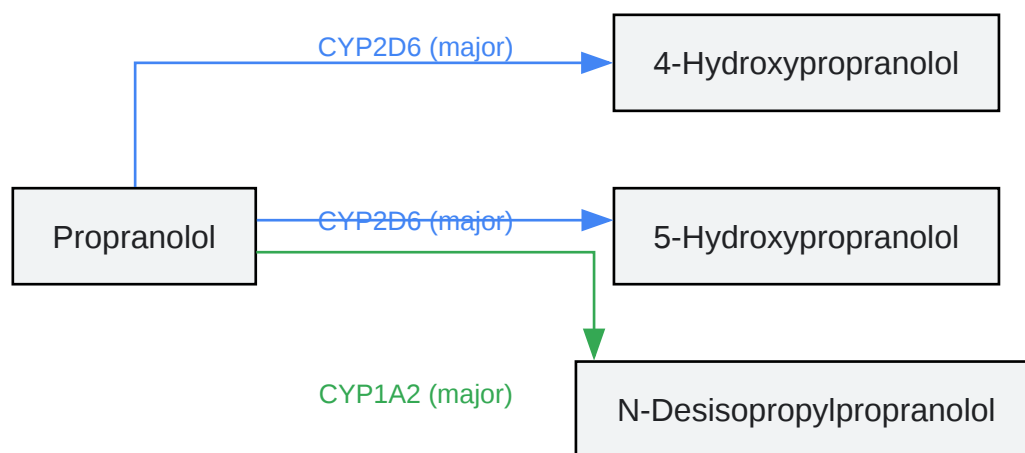 CYP2D6 (major)
4-Hydroxypropranolol
Propranolol
CYP2D6 (major)
5-Hydroxypropranolol
CYP1A2 (major)
N-Desisopropylpropranolol